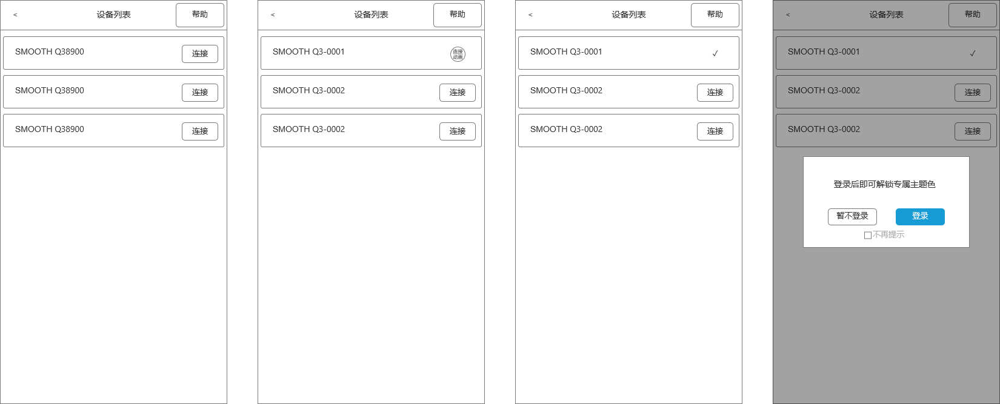 <
设备列表
帮助
SMOOTH Q38900
连接
SMOOTH Q38900
连接
SMOOTH Q38900
连接
<
设备列表
帮助
SMOOTH Q3-0001
连接
动画
SMOOTH Q3-0002
连接
SMOOTH Q3-0002
连接
<
设备列表
帮助
SMOOTH Q3-0001
✓
SMOOTH Q3-0002
连接
SMOOTH Q3-0002
连接
<
设备列表
帮助
SMOOTH Q3-0001
✓
SMOOTH Q3-0002
连接
SMOOTH Q3-0002
连接
登录后即可解锁专属主题色
暂不登录
登录
不再提示